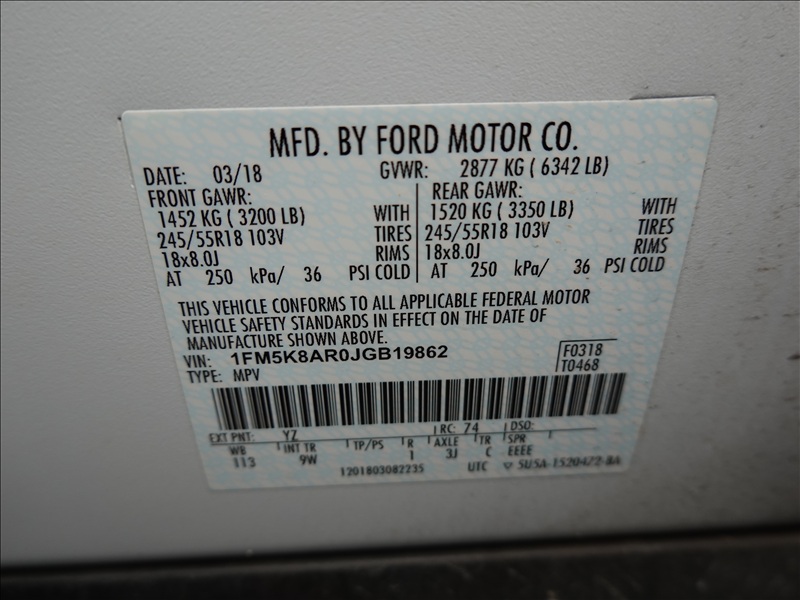 MFD. BY FORD MOTOR CO.
DATE: 03/18 GVWR: 2877 KG ( 6342 LB)
FRONT GAWR: REAR GAWR:
1452 KG ( 3200 LB) WITH 1520 KG ( 3350 LB) WITH
245/55R18 103V TIRES 245/55R18 103V TIRES
18x8.0J RIMS 18x8.0J RIMS
AT 250 kPa/ 36 PSI COLD AT 250 kPa/ 36 PSI COLD
THIS VEHICLE CONFORMS TO ALL APPLICABLE FEDERAL MOTOR
VEHICLE SAFETY STANDARDS IN EFFECT ON THE DATE OF
MANUFACTURE SHOWN ABOVE.
VIN: 1FM5K8AR0JGB19862 F0318
TYPE: MPV T0468
EXT PNT: YZ RC: 74 DSO:
WB INT TR TP/PS R AXLE TR SPR
113 9W 1 3J C EEEE
1201803082235 UTC 5U5A-1520472-BA